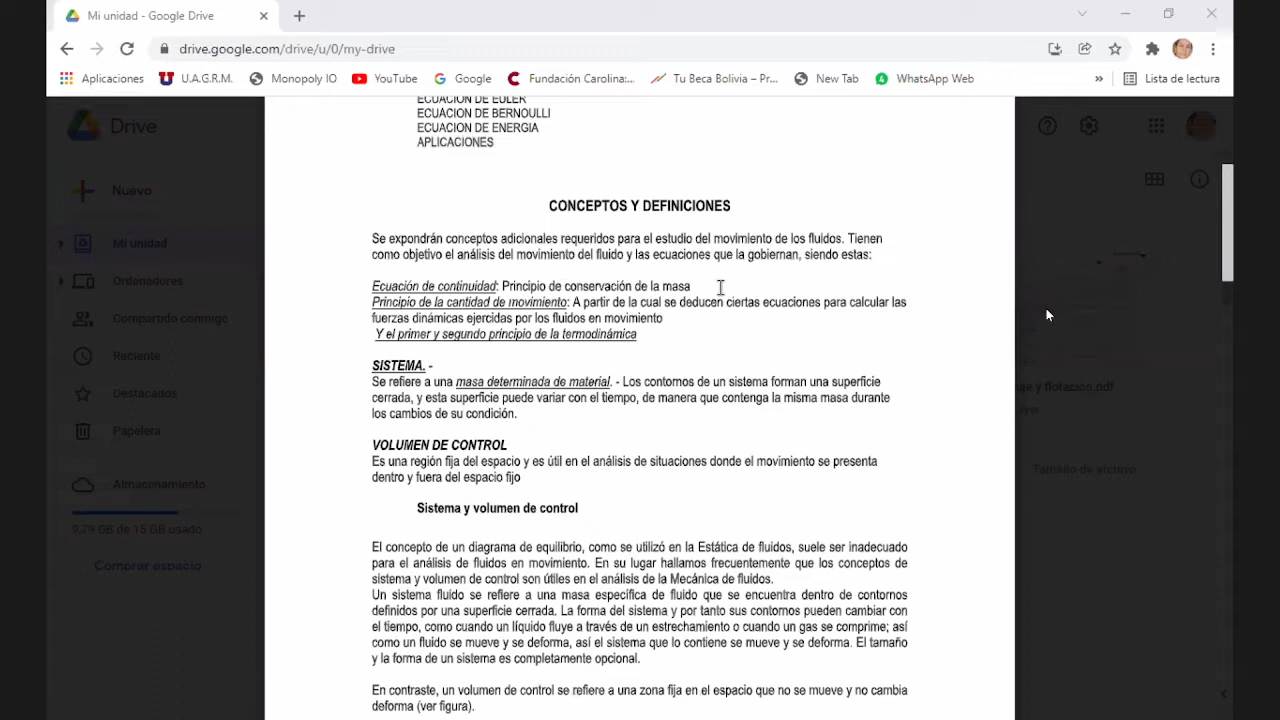 Mi unidad - Google Drive
drive.google.com/drive/u/0/my-drive
Aplicaciones U.A.G.R.M. Monopoly IO YouTube Google Fundación Carolina:... Tu Beca Bolivia – Pr... New Tab WhatsApp Web » Lista de lectura
Drive
Nuevo
Mi unidad
Ordenadores
Compartido conmigo
Reciente
Destacados
Papelera
Almacenamiento
9,79 GB de 15 GB usado
Comprar espacio
ECUACION DE EULER
ECUACION DE BERNOULLI
ECUACION DE ENERGIA
APLICACIONES
CONCEPTOS Y DEFINICIONES
Se expondrán conceptos adicionales requeridos para el estudio del movimiento de los fluidos. Tienen
como objetivo el análisis del movimiento del fluido y las ecuaciones que la gobiernan, siendo estas:
Ecuación de continuidad: Principio de conservación de la masa
Principio de la cantidad de movimiento: A partir de la cual se deducen ciertas ecuaciones para calcular las
fuerzas dinámicas ejercidas por los fluidos en movimiento
Y el primer y segundo principio de la termodinámica
SISTEMA. -
Se refiere a una masa determinada de material. - Los contornos de un sistema forman una superficie
cerrada, y esta superficie puede variar con el tiempo, de manera que contenga la misma masa durante
los cambios de su condición.
VOLUMEN DE CONTROL
Es una región fija del espacio y es útil en el análisis de situaciones donde el movimiento se presenta
dentro y fuera del espacio fijo
Sistema y volumen de control
El concepto de un diagrama de equilibrio, como se utilizó en la Estática de fluidos, suele ser inadecuado
para el análisis de fluidos en movimiento. En su lugar hallamos frecuentemente que los conceptos de
sistema y volumen de control son útiles en el análisis de la Mecánica de fluidos.
Un sistema fluido se refiere a una masa específica de fluido que se encuentra dentro de contornos
definidos por una superficie cerrada. La forma del sistema y por tanto sus contornos pueden cambiar con
el tiempo, como cuando un líquido fluye a través de un estrechamiento o cuando un gas se comprime; así
como un fluido se mueve y se deforma, así el sistema que lo contiene se mueve y se deforma. El tamaño
y la forma de un sistema es completamente opcional.
En contraste, un volumen de control se refiere a una zona fija en el espacio que no se mueve y no cambia
deforma (ver figura).
y flotacion.pdf
Tamaño de archivo